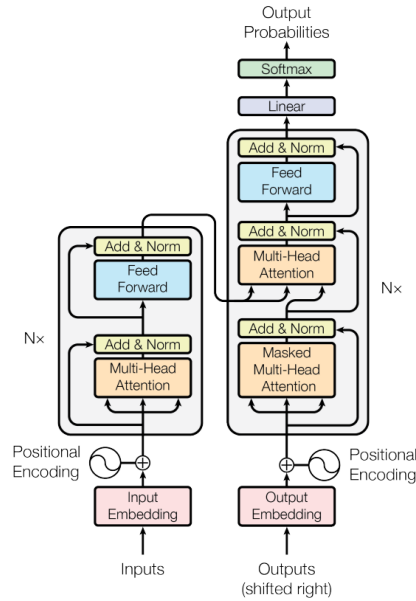 Output
Probabilities
Softmax
Linear
Add & Norm
Feed
Forward
Add & Norm
Multi-Head
Attention
Add & Norm
Masked
Multi-Head
Attention
Nx
Add & Norm
Feed
Forward
Add & Norm
Multi-Head
Attention
Nx
Positional
Encoding
Positional
Encoding
Input
Embedding
Output
Embedding
Inputs
Outputs
(shifted right)